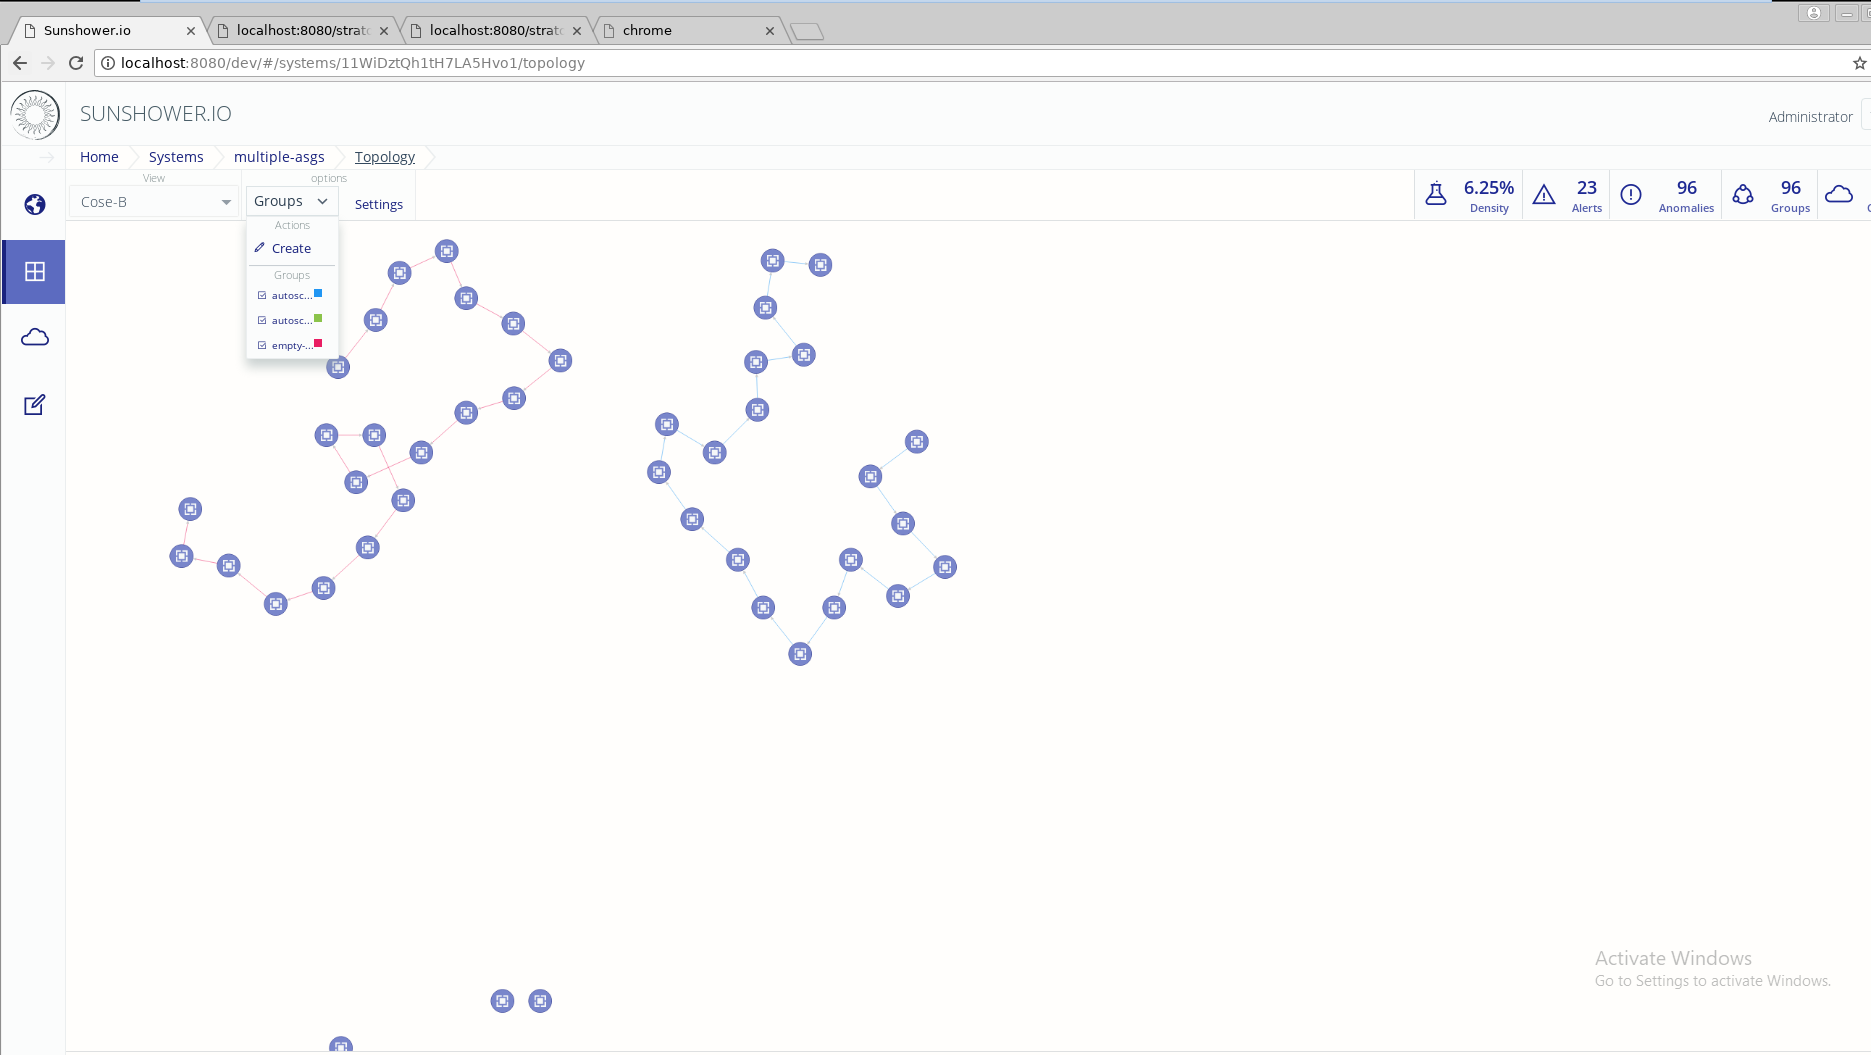 Sunshower.io
localhost:8080/strato
localhost:8080/strato
chrome
localhost:8080/dev/#/systems/11WiDztQh1tH7LA5Hvo1/topology
SUNSHOWER.IO
Administrator
Home
Systems
multiple-asgs
Topology
View
Cose-B
options
Groups
Settings
6.25%
Density
23
Alerts
96
Anomalies
96
Groups
Actions
Create
Groups
autosc...
autosc...
empty-...
Activate Windows
Go to Settings to activate Windows.